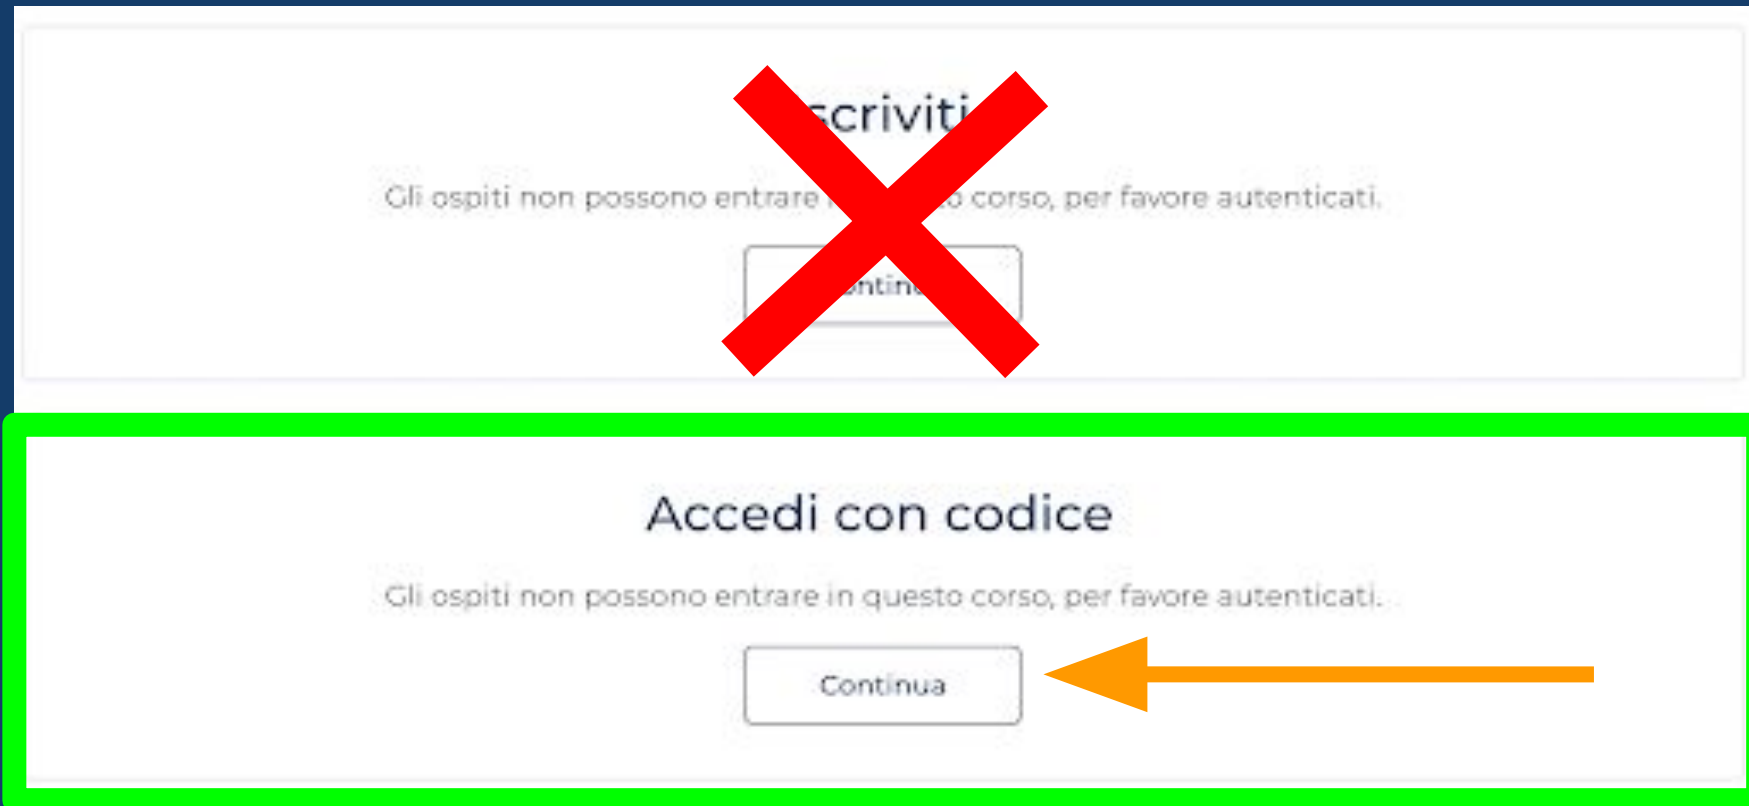 scriviti
Gli ospiti non possono entrare o corso, per favore autenticati.
ontin
Accedi con codice
Gli ospiti non possono entrare in questo corso, per favore autenticati.
Continua